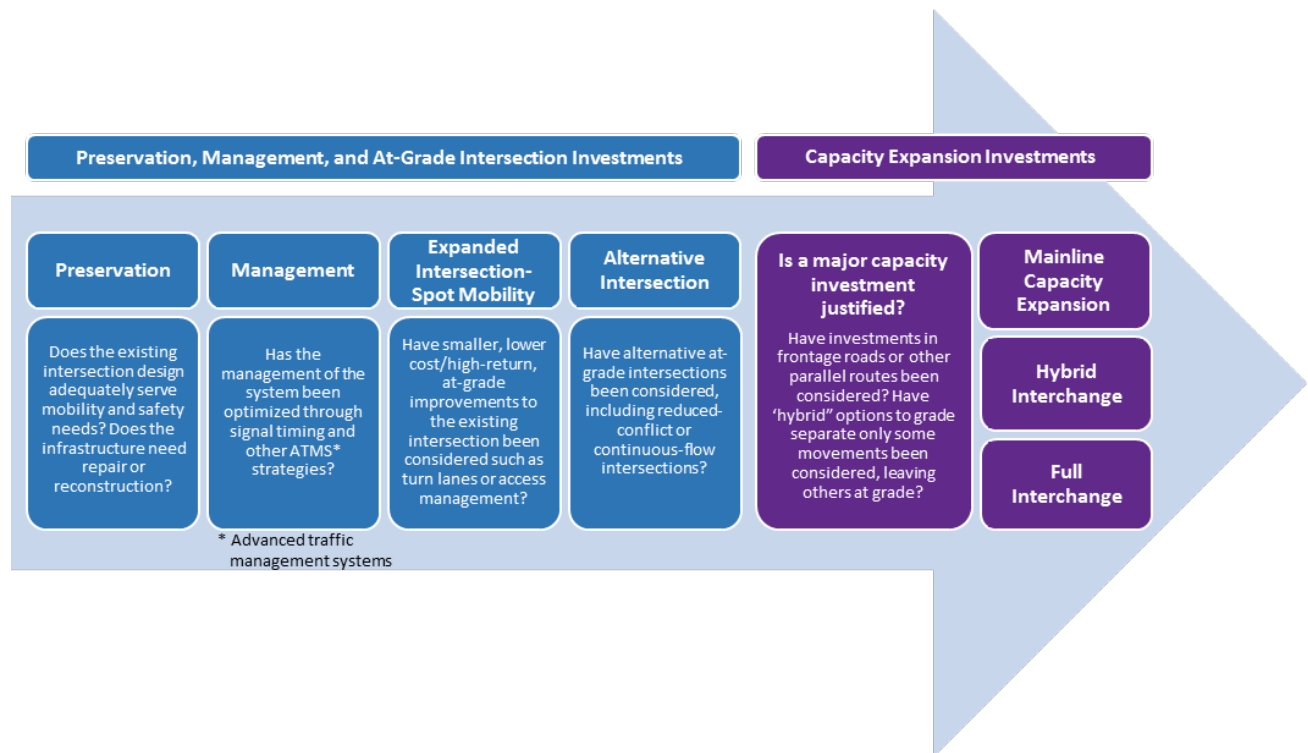 Preservation, Management, and At-Grade Intersection Investments
Capacity Expansion Investments
Preservation
Does the existing
intersection design
adequately serve
mobility and safety
needs? Does the
infrastructure need
repair or
reconstruction?
Management
Has the
management of the
system been
optimized through
signal timing and
other ATMS*
strategies?
* Advanced traffic
management systems
Expanded
Intersection-
Spot Mobility
Have smaller, lower
cost/high-return,
at-grade
improvements to
the existing
intersection been
considered such as
turn lanes or access
management?
Alternative
Intersection
Have alternative at-
grade intersections
been considered,
including reduced-
conflict or
continuous-flow
intersections?
Is a major capacity
investment
justified?
Have investments in
frontage roads or other
parallel routes been
considered? Have
‘hybrid” options to grade
separate only some
movements been
considered, leaving
others at grade?
Mainline
Capacity
Expansion
Hybrid
Interchange
Full
Interchange